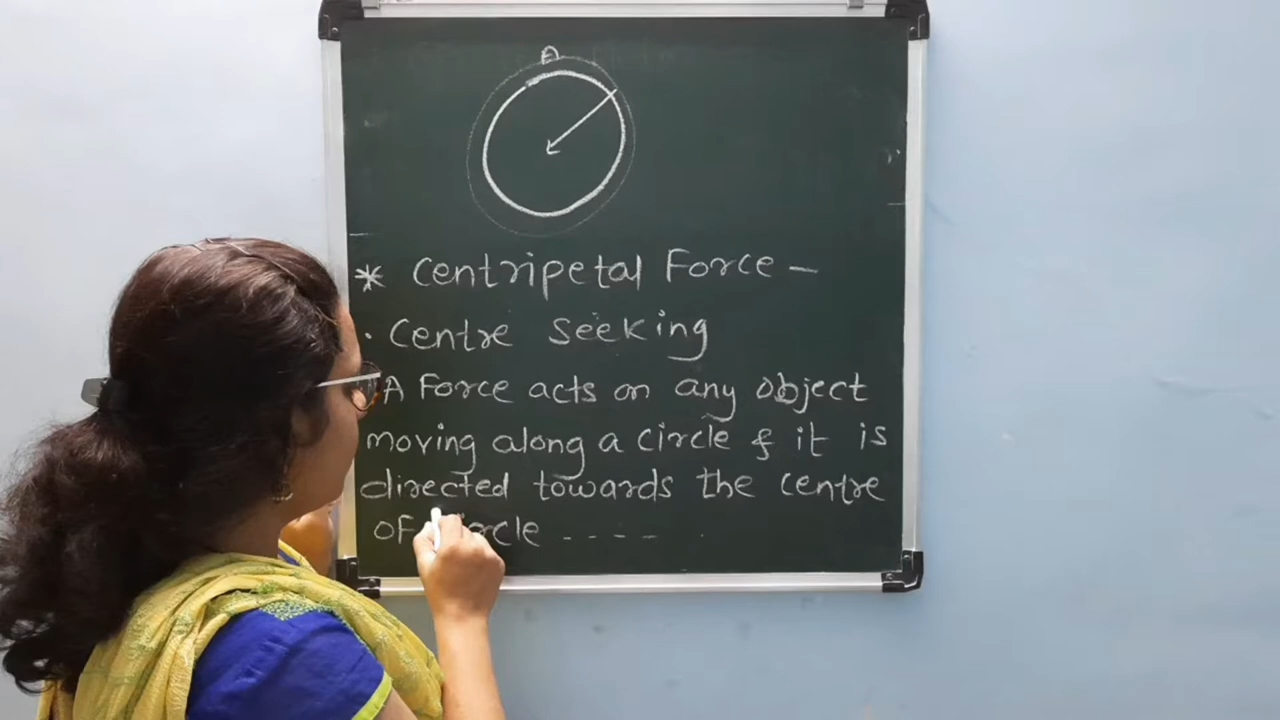 A
* Centripetal Force -
· Centre seeking
A Force acts on any object
moving along a circle & it is
directed towards the centre
of circle - - - -